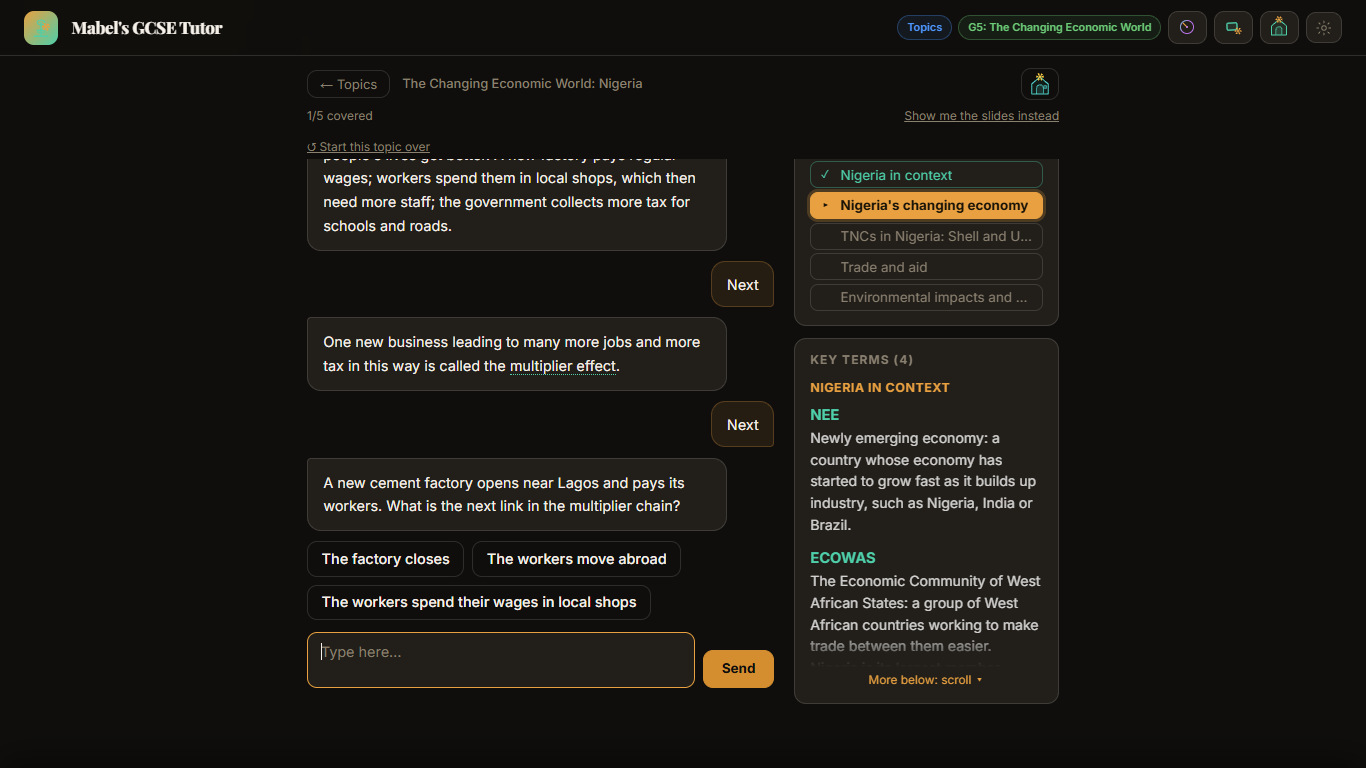 Mabel's GCSE Tutor
Topics
G5: The Changing Economic World
← Topics
The Changing Economic World: Nigeria
1/5 covered
Show me the slides instead
↺ Start this topic over
wages; workers spend them in local shops, which then
need more staff; the government collects more tax for
schools and roads.
Next
One new business leading to many more jobs and more
tax in this way is called the multiplier effect.
Next
A new cement factory opens near Lagos and pays its
workers. What is the next link in the multiplier chain?
The factory closes
The workers move abroad
The workers spend their wages in local shops
Type here...
Send
✓ Nigeria in context
▸ Nigeria's changing economy
TNCs in Nigeria: Shell and U...
Trade and aid
Environmental impacts and ...
KEY TERMS (4)
NIGERIA IN CONTEXT
NEE
Newly emerging economy: a
country whose economy has
started to grow fast as it builds up
industry, such as Nigeria, India or
Brazil.
ECOWAS
The Economic Community of West
African States: a group of West
African countries working to make
trade between them easier.
More below: scroll ▾